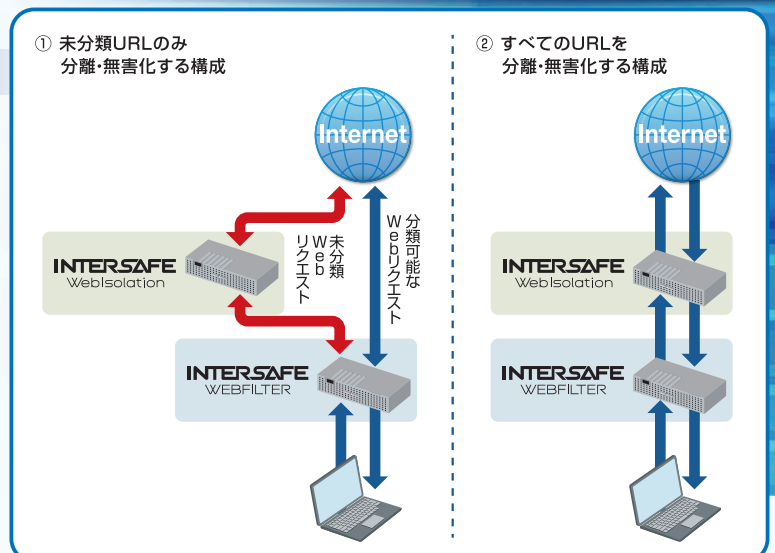 ① 未分類URLのみ
分離・無害化する構成
Internet
未分類
Web
リクエスト
分類可能な
Webリクエスト
INTERSAFE
WebIsolation
INTERSAFE
WEBFILTER
② すべてのURLを
分離・無害化する構成
Internet
INTERSAFE
WebIsolation
INTERSAFE
WEBFILTER